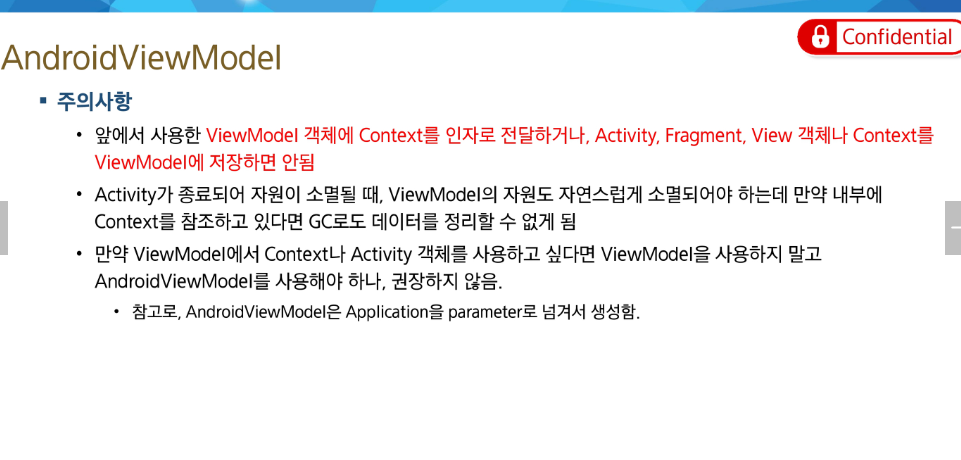 Confidential
AndroidViewModel
▪ 주의사항
• 앞에서 사용한 ViewModel 객체에 Context를 인자로 전달하거나, Activity, Fragment, View 객체나 Context를
ViewModel에 저장하면 안됨
• Activity가 종료되어 자원이 소멸될 때, ViewModel의 자원도 자연스럽게 소멸되어야 하는데 만약 내부에
Context를 참조하고 있다면 GC로도 데이터를 정리할 수 없게 됨
• 만약 ViewModel에서 Context나 Activity 객체를 사용하고 싶다면 ViewModel을 사용하지 말고
AndroidViewModel를 사용해야 하나, 권장하지 않음.
• 참고로, AndroidViewModel은 Application을 parameter로 넘겨서 생성함.